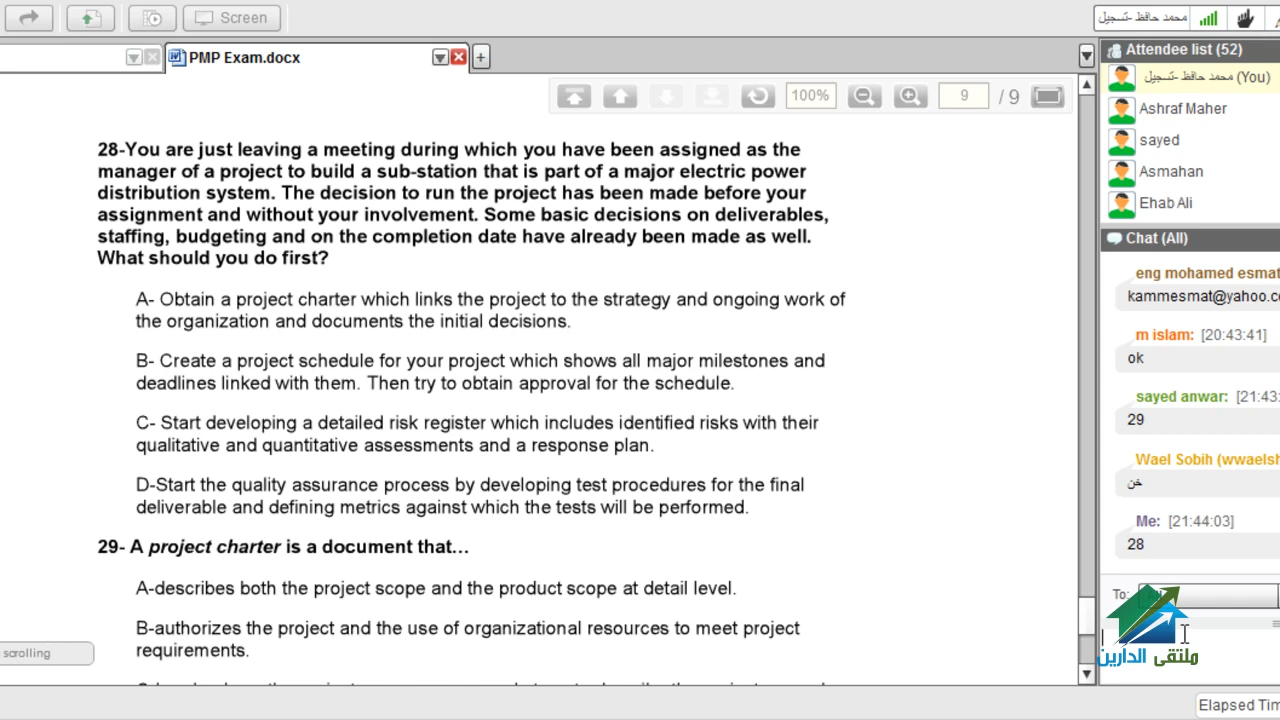 Screen
محمد حافظ -تسجيل
PMP Exam.docx
100%
9 / 9
28-You are just leaving a meeting during which you have been assigned as the
manager of a project to build a sub-station that is part of a major electric power
distribution system. The decision to run the project has been made before your
assignment and without your involvement. Some basic decisions on deliverables,
staffing, budgeting and on the completion date have already been made as well.
What should you do first?
A- Obtain a project charter which links the project to the strategy and ongoing work of
the organization and documents the initial decisions.
B- Create a project schedule for your project which shows all major milestones and
deadlines linked with them. Then try to obtain approval for the schedule.
C- Start developing a detailed risk register which includes identified risks with their
qualitative and quantitative assessments and a response plan.
D-Start the quality assurance process by developing test procedures for the final
deliverable and defining metrics against which the tests will be performed.
29- A project charter is a document that...
A-describes both the project scope and the product scope at detail level.
B-authorizes the project and the use of organizational resources to meet project
requirements.
scrolling
Attendee list (52)
محمد حافظ -تسجيل (You)
Ashraf Maher
sayed
Asmahan
Ehab Ali
Chat (All)
eng mohamed esmat
kammesmat@yahoo.c
m islam: [20:43:41]
ok
sayed anwar: [21:43:
29
Wael Sobih (wwaelsh
خن
Me: [21:44:03]
28
To:
ملتقى الدارين
Elapsed Tim